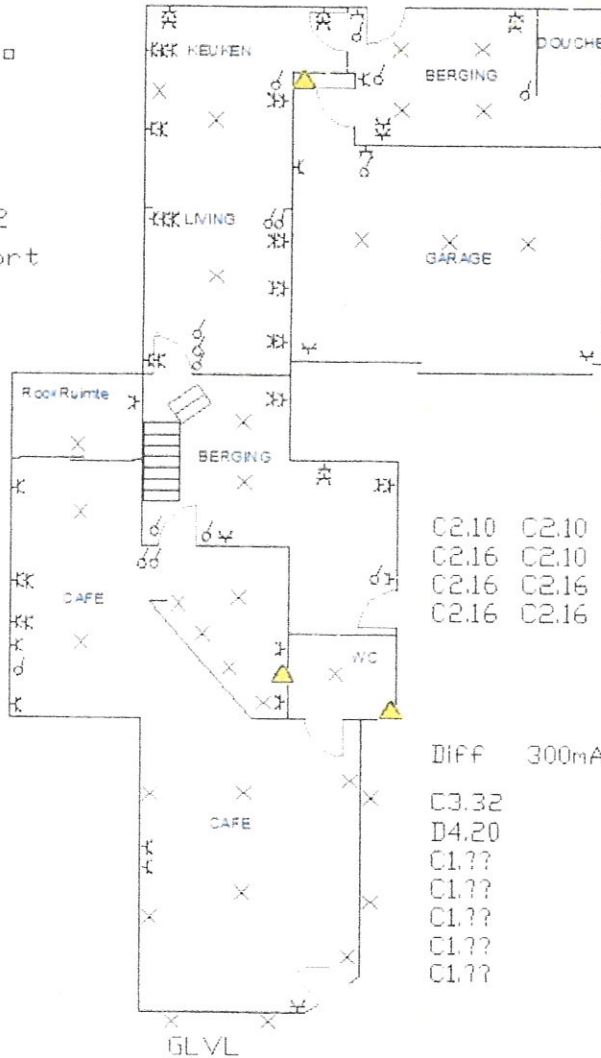 KEUKEN
DOUCHE
BERGING
LIVING
ort
GARAGE
RookRuimte
BERGING
C2.10 C2.10
C2.16 C2.10
C2.16 C2.16
C2.16 C2.16
CAFE
WC
Diff 300mA
C3.32
D4.20
CAFE
C1.??
C1.??
C1.??
C1.??
C1.??
GLVL